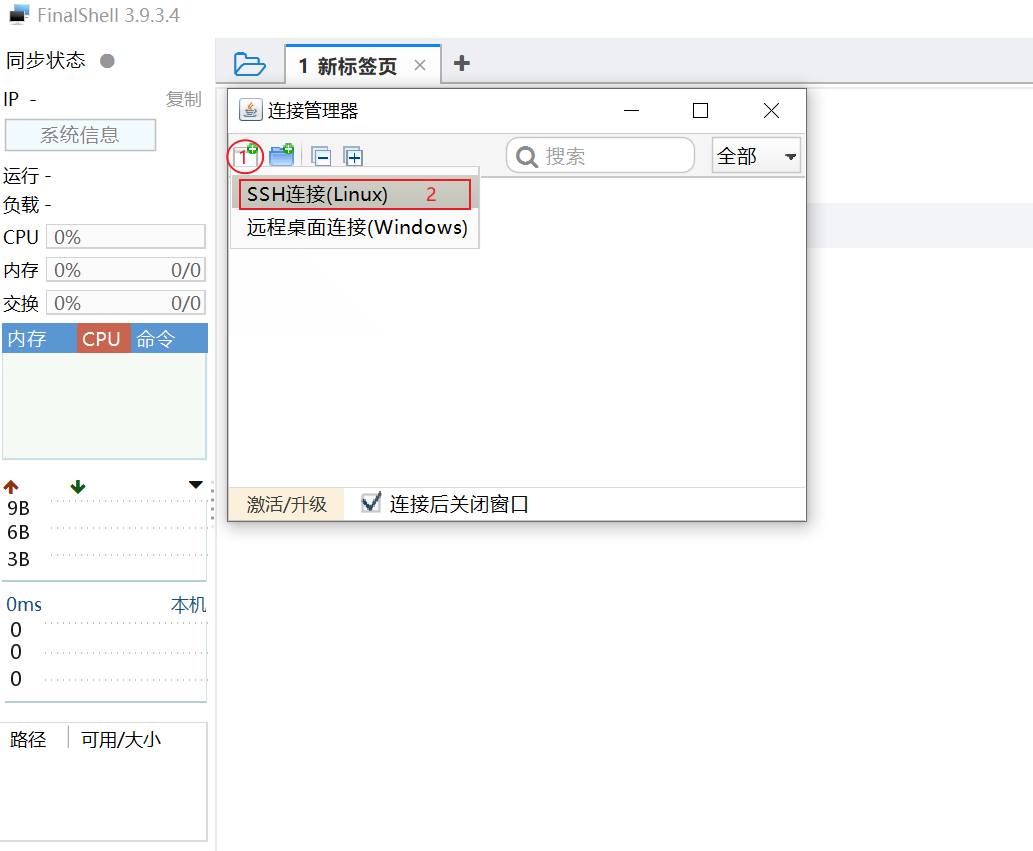 FinalShell 3.9.3.4
同步状态
IP - 复制
系统信息
运行 -
负载 -
CPU 0%
内存 0% 0/0
交换 0% 0/0
内存 CPU 命令
9B
6B
3B
0ms 本机
0
0
0
路径 可用/大小
1 新标签页
连接管理器
1
搜索
全部
SSH连接(Linux) 2
远程桌面连接(Windows)
激活/升级
连接后关闭窗口